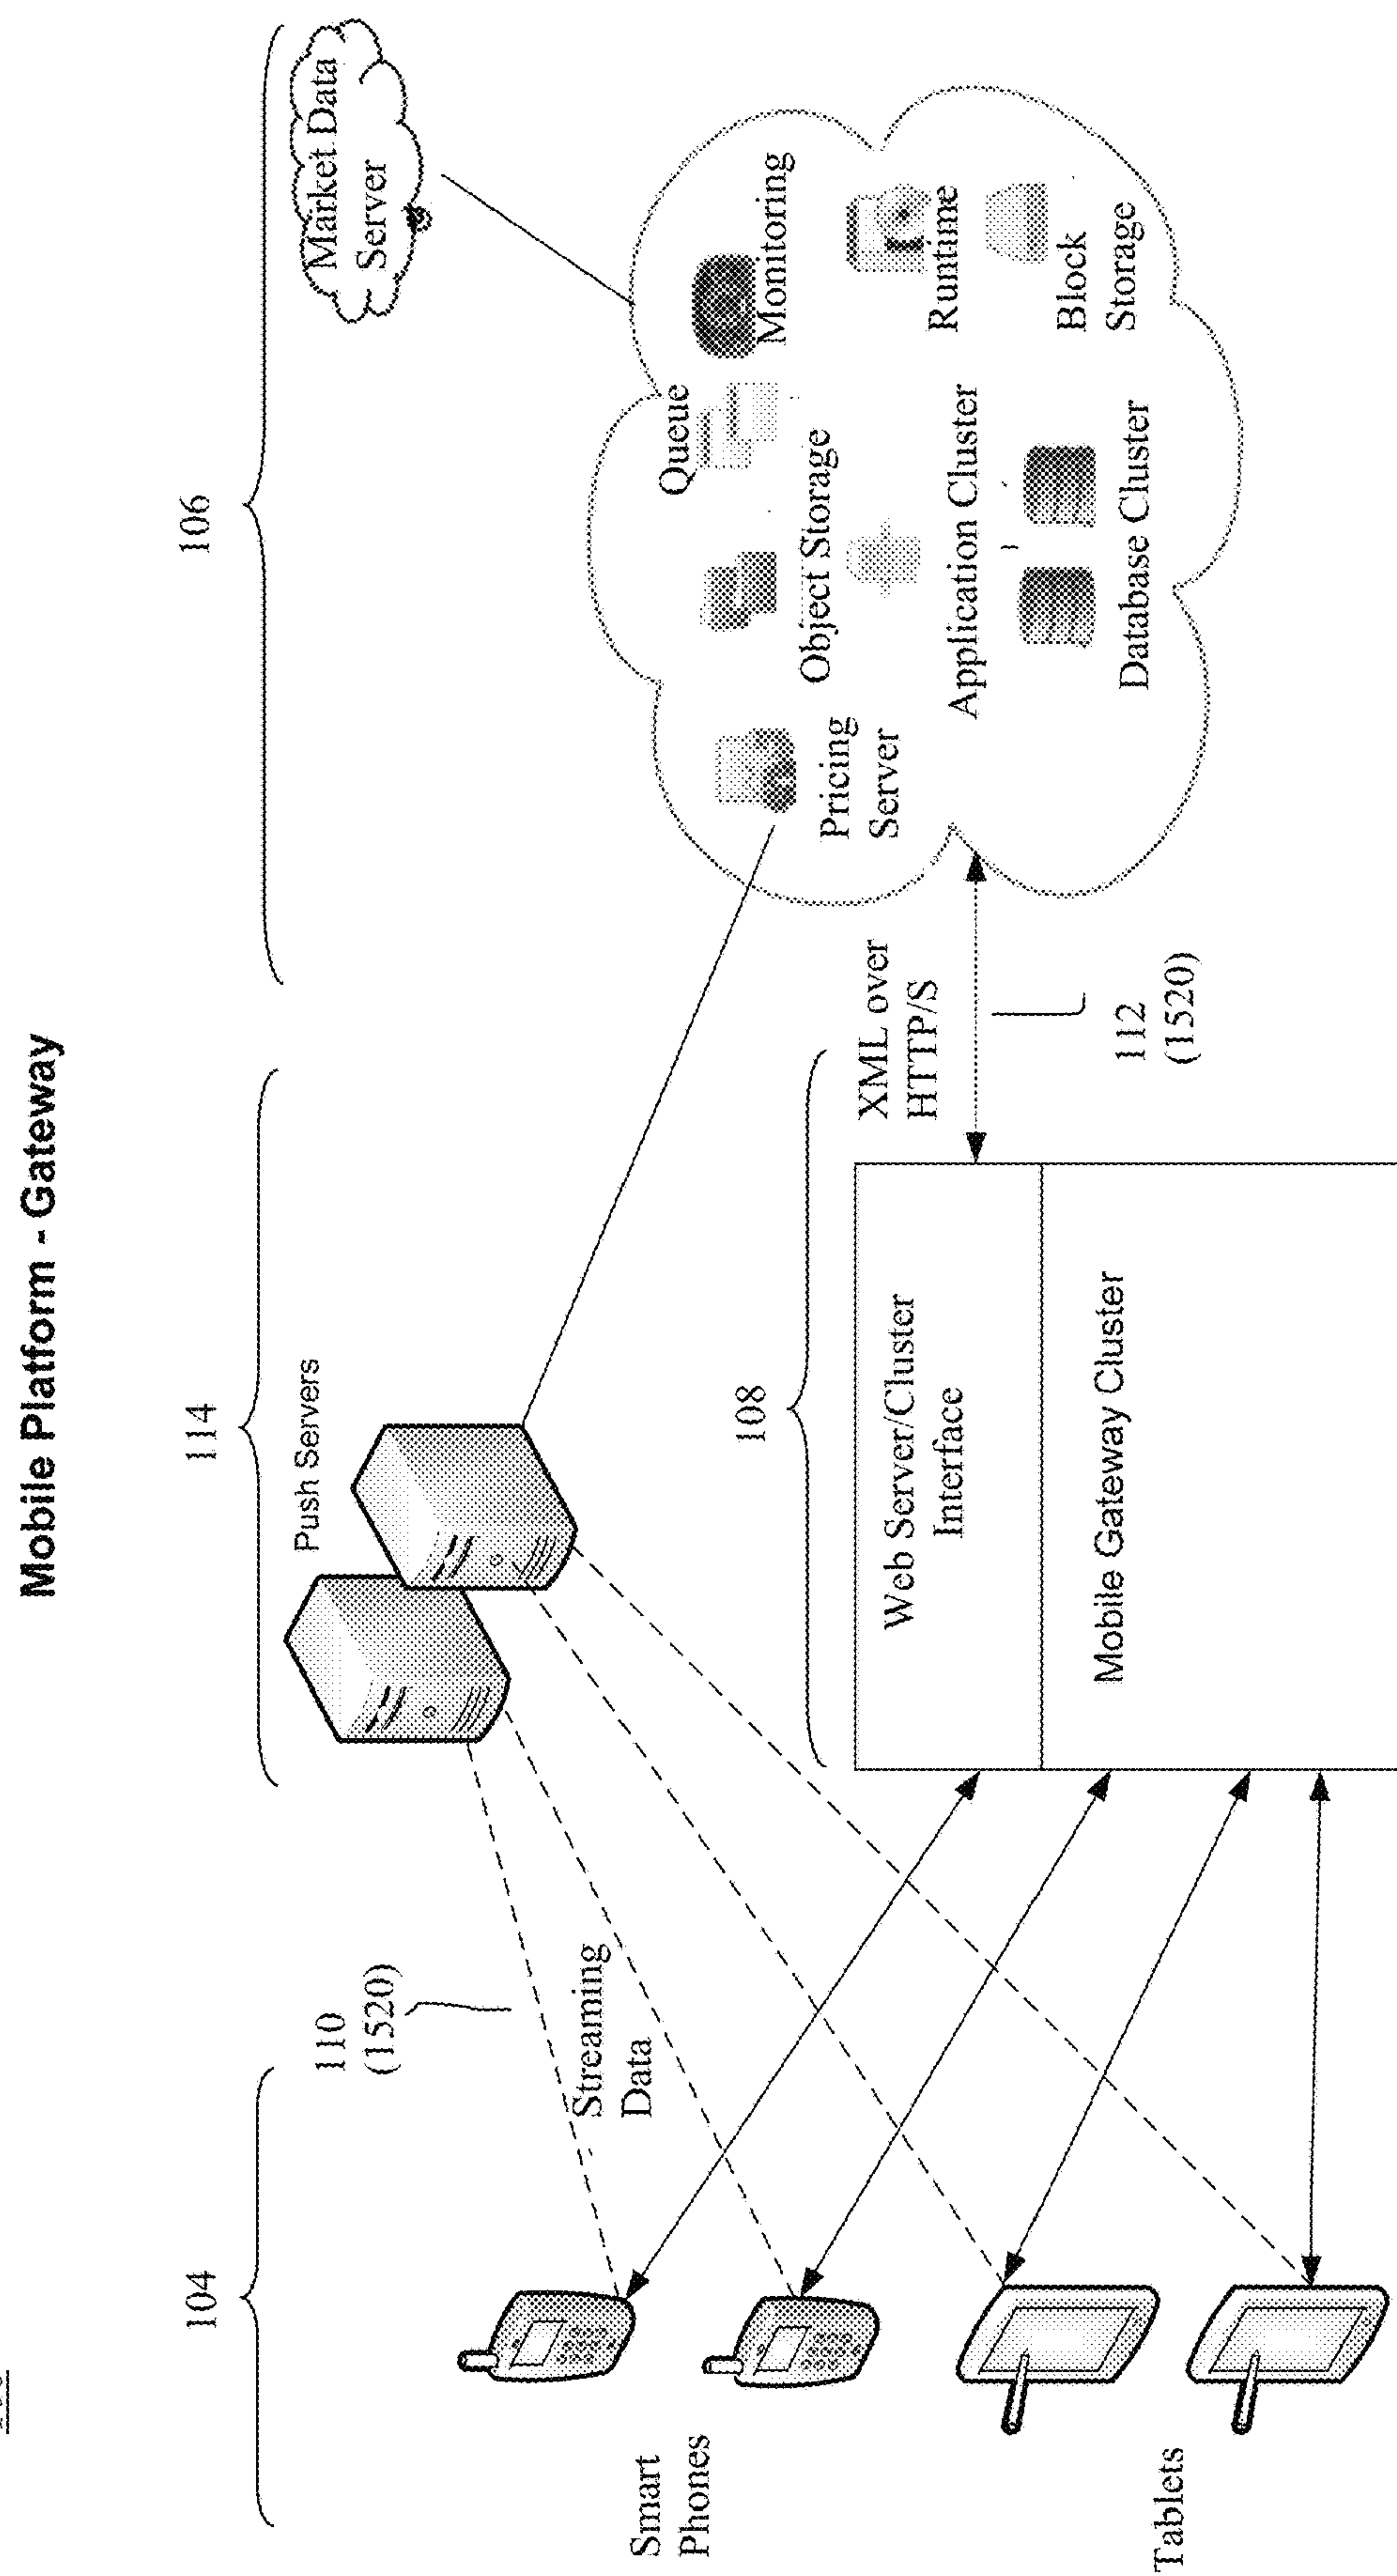 Mobile Platform - Gateway
104
114
106
110
(1520)
Push Servers
Market Data
Server
Streaming
Data
108
Smart
Phones
Tablets
Web Server/Cluster
Interface
Mobile Gateway Cluster
XML over
HTTP/S
112
(1520)
Queue
Monitoring
Object Storage
Pricing
Server
Runtime
Application Cluster
Block
Storage
Database Cluster